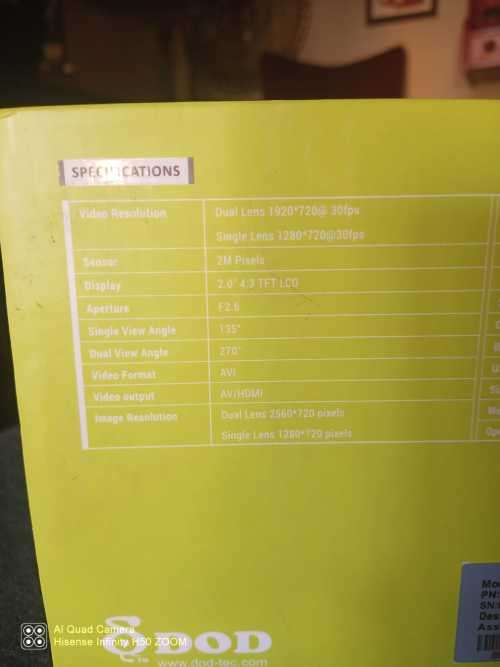 SPECIFICATIONS
Video Resolution Dual Lens 1920*720@ 30fps
Single Lens 1280*720@30fps
Sensor 2M Pixels
Display 2.0" 4:3 TFT LCD
Aperture F2.6
Single View Angle 135°
Dual View Angle 270°
Video Format AVI
Video output AV/HDMI
Image Resolution Dual Lens 2560*720 pixels
Single Lens 1280*720 pixels
DOD
www.dod-tec.com
PN:
SN:
AI Quad Camera
Hisense Infinity H50 ZOOM